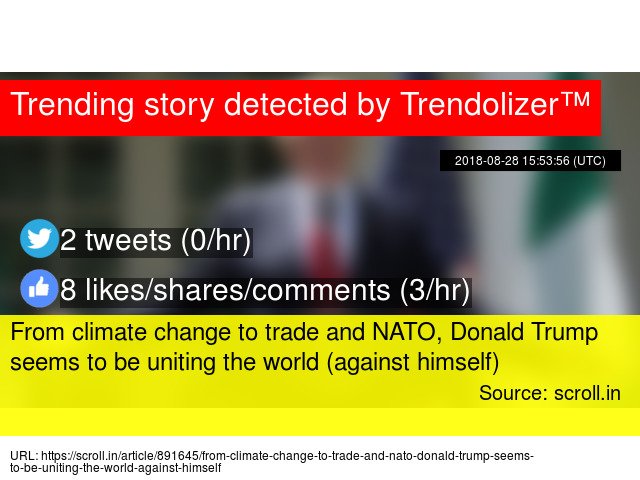 Trending story detected by Trendolizer™
2018-08-28 15:53:56 (UTC)
2 tweets (0/hr)
8 likes/shares/comments (3/hr)
From climate change to trade and NATO, Donald Trump
seems to be uniting the world (against himself)
Source: scroll.in
URL: https://scroll.in/article/891645/from-climate-change-to-trade-and-nato-donald-trump-seems-
to-be-uniting-the-world-against-himself